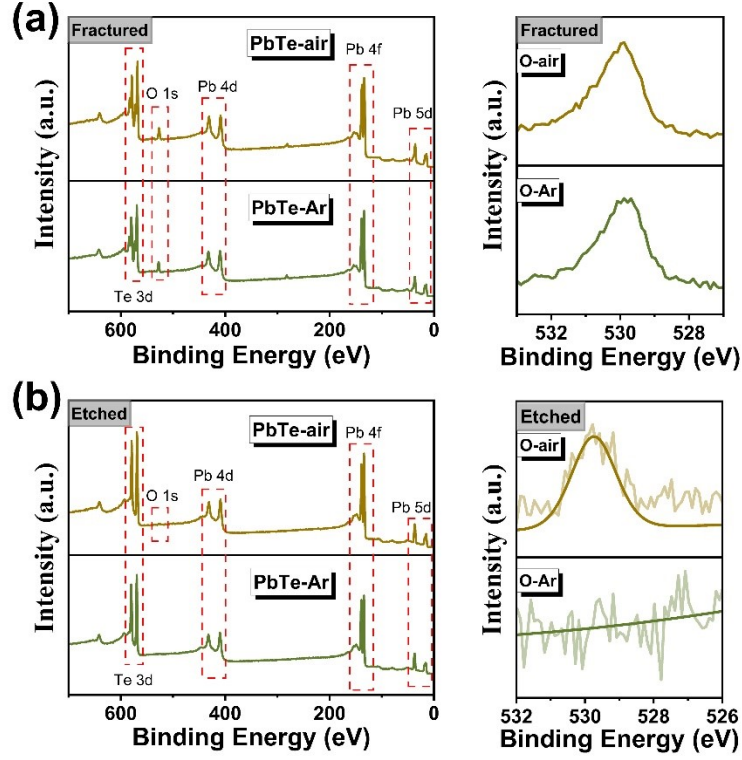 (a)
Fractured
PbTe-air
Pb 4f
O 1s
Pb 4d
Pb 5d
PbTe-Ar
Te 3d
Intensity (a.u.)
600 400 200 0
Binding Energy (eV)
Fractured
O-air
O-Ar
Intensity (a.u.)
532 530 528
Binding Energy (eV)
(b)
Etched
PbTe-air
Pb 4f
O 1s
Pb 4d
Pb 5d
PbTe-Ar
Te 3d
Intensity (a.u.)
600 400 200 0
Binding Energy (eV)
Etched
O-air
O-Ar
Intensity (a.u.)
532 530 528 526
Binding Energy (eV)